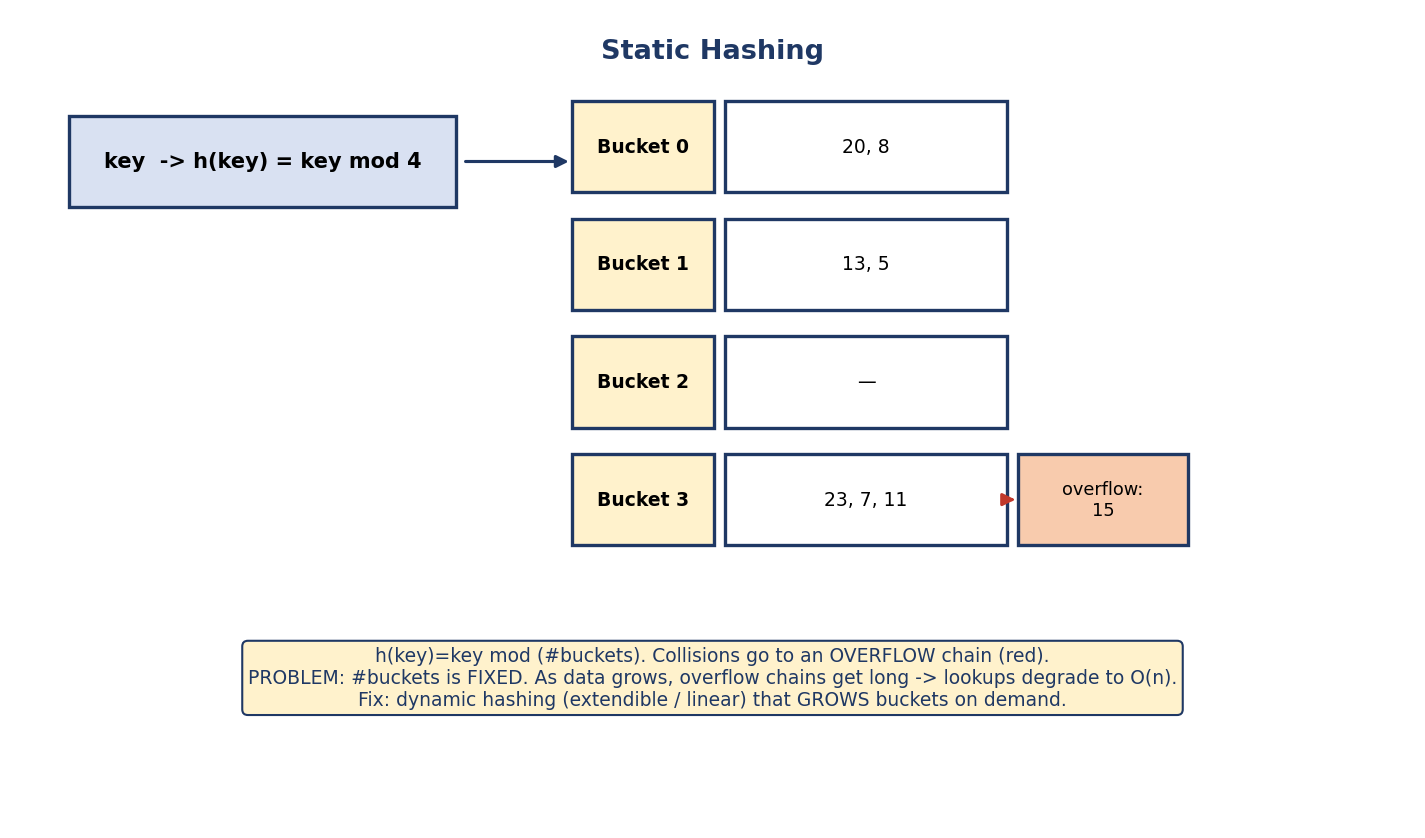 Static Hashing
key  -> h(key) = key mod 4
Bucket 0
20, 8
Bucket 1
13, 5
Bucket 2
—
Bucket 3
23, 7, 11
overflow:
15
h(key)=key mod (#buckets). Collisions go to an OVERFLOW chain (red).
PROBLEM: #buckets is FIXED. As data grows, overflow chains get long -> lookups degrade to O(n).
Fix: dynamic hashing (extendible / linear) that GROWS buckets on demand.